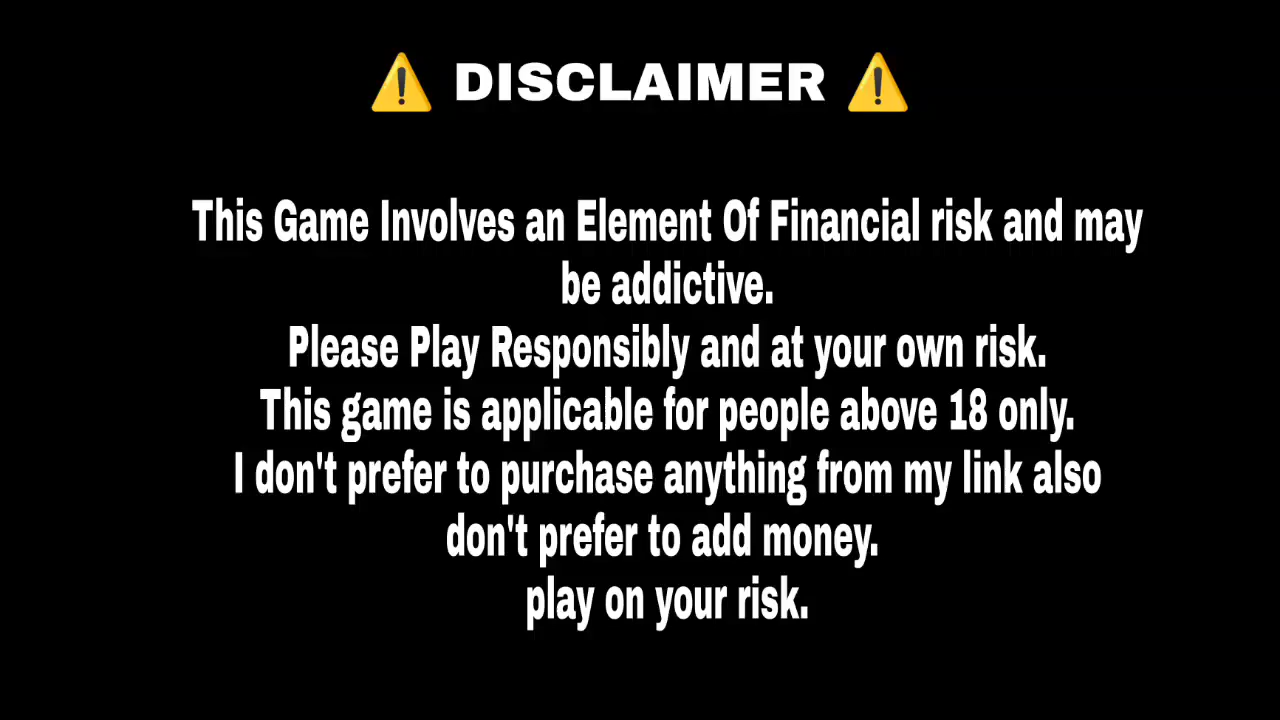 ⚠️ DISCLAIMER ⚠️
This Game Involves an Element Of Financial risk and may
be addictive.
Please Play Responsibly and at your own risk.
This game is applicable for people above 18 only.
I don't prefer to purchase anything from my link also
don't prefer to add money.
play on your risk.